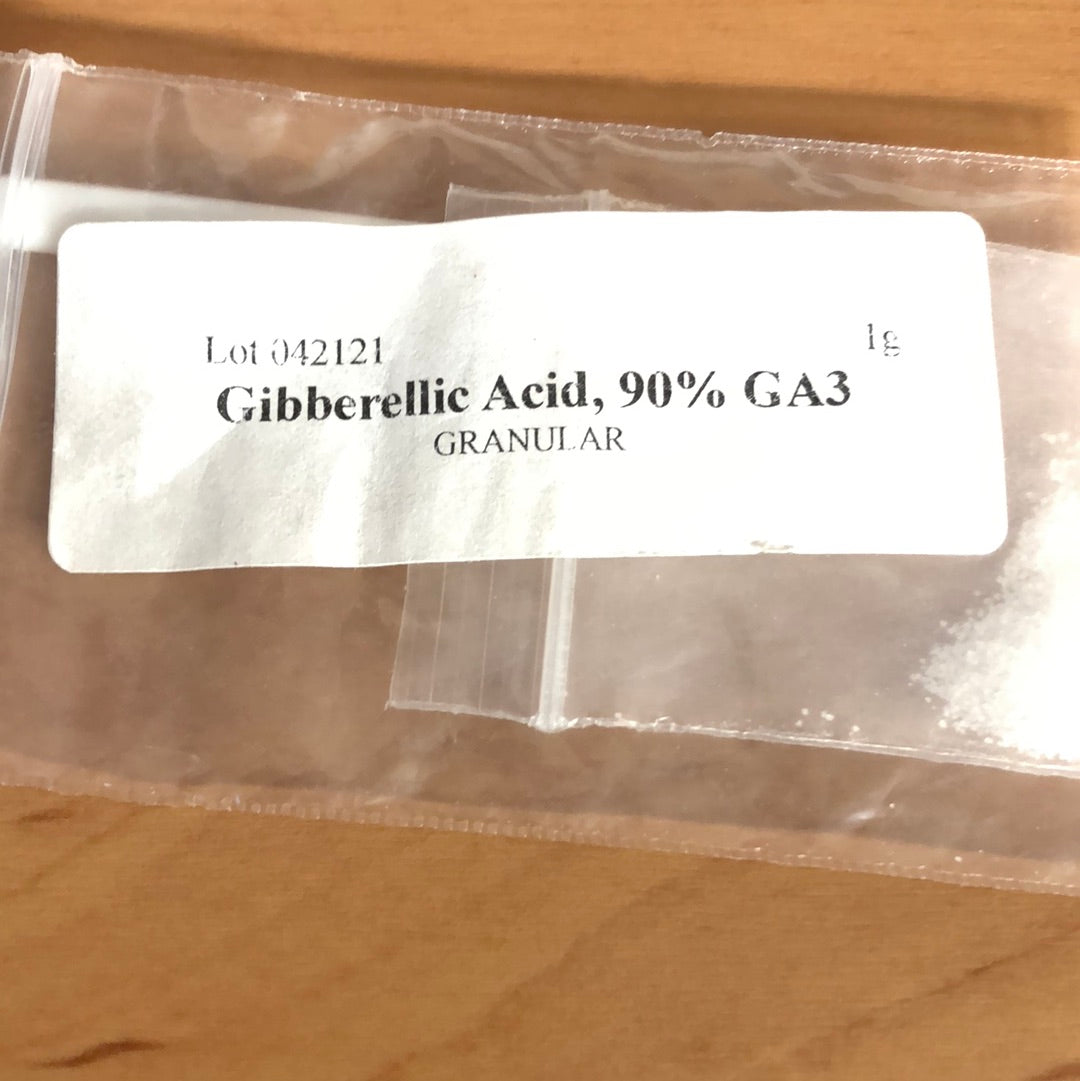 Lot 042121 1g
Gibberellic Acid, 90% GA3
GRANULAR